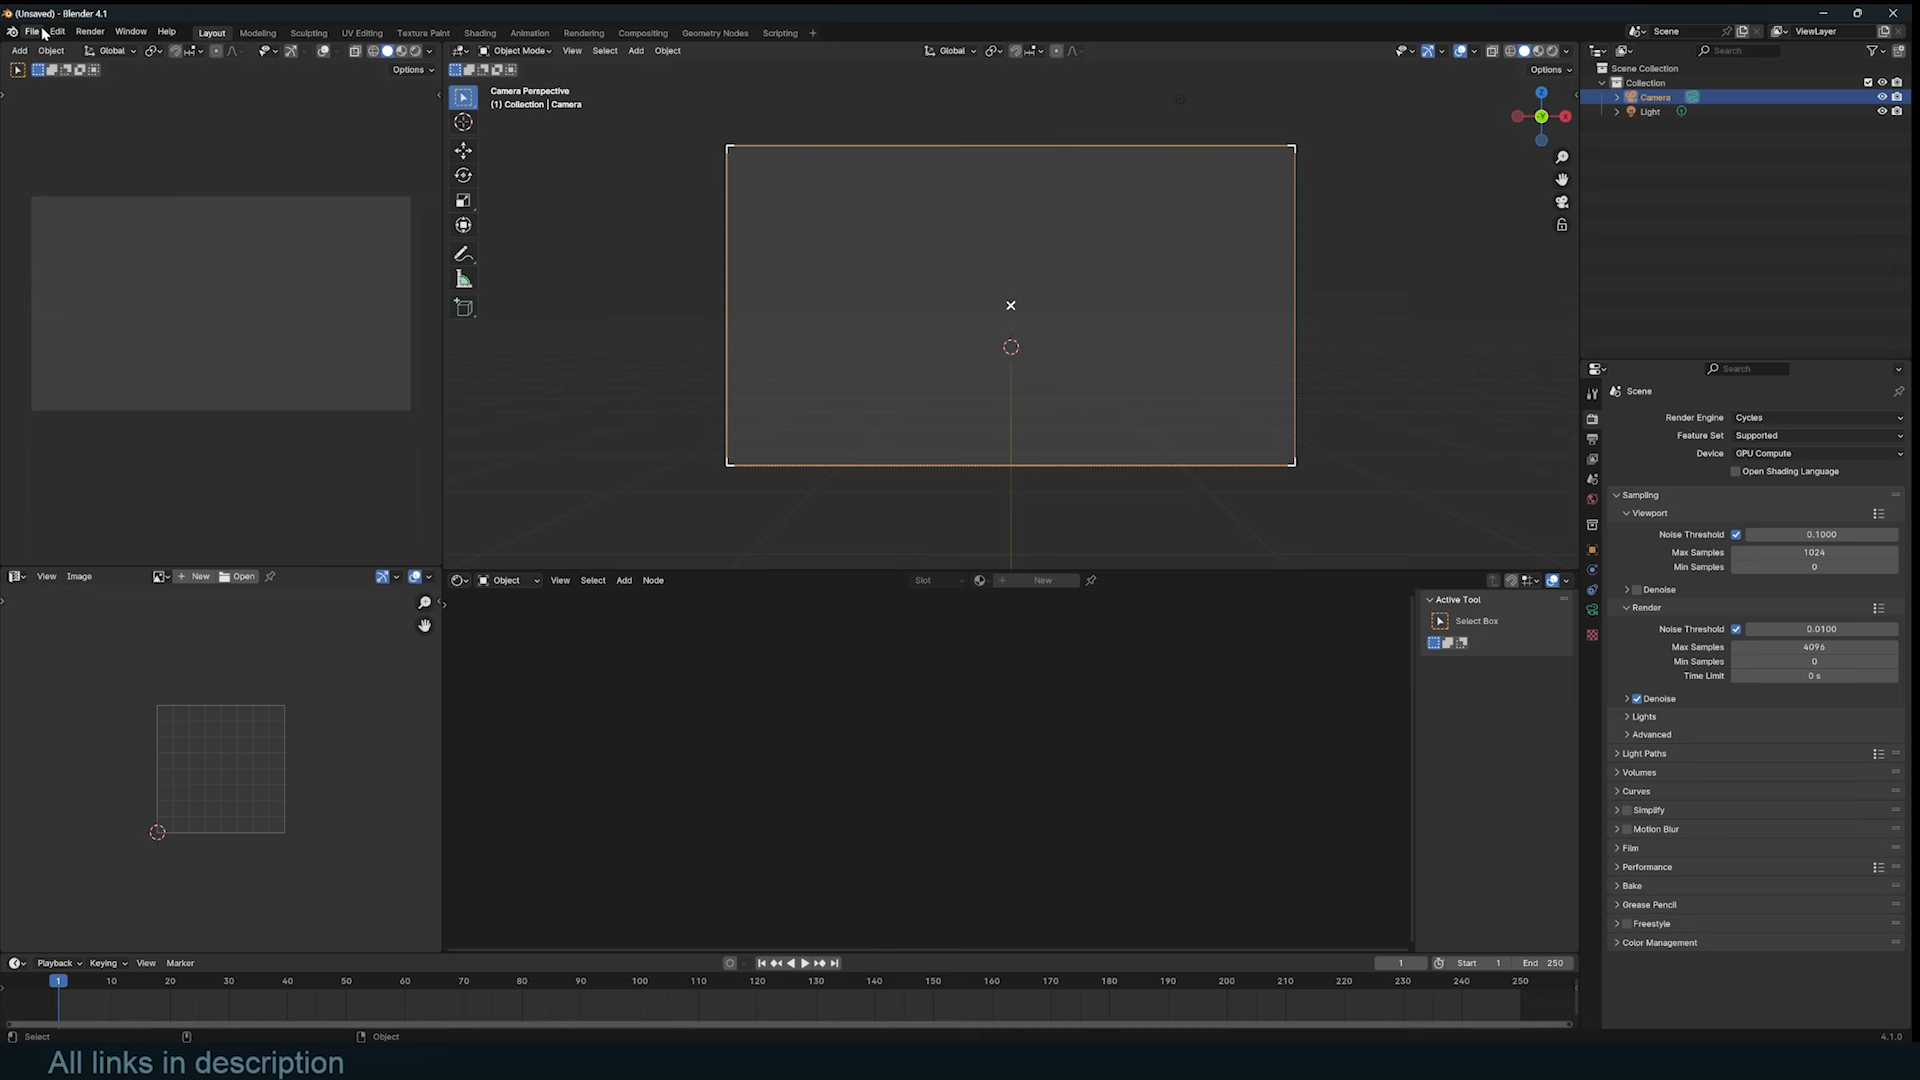 (Unsaved) - Blender 4.1
File Edit Render Window Help Layout Modeling Sculpting UV Editing Texture Paint Shading Animation Rendering Compositing Geometry Nodes Scripting +
Scene
ViewLayer
Add Object Global
Options
Object Mode View Select Add Object
Global
Options
Camera Perspective
(1) Collection | Camera
Z
-Y
X
Search
Scene Collection
Collection
Camera
Light
Search
Scene
Render Engine Cycles
Feature Set Supported
Device GPU Compute
Open Shading Language
Sampling
Viewport
Noise Threshold 0.1000
Max Samples 1024
Min Samples 0
Denoise
Render
Noise Threshold 0.0100
Max Samples 4096
Min Samples 0
Time Limit 0 s
Denoise
Lights
Advanced
Light Paths
Volumes
Curves
Simplify
Motion Blur
Film
Performance
Bake
Grease Pencil
Freestyle
Color Management
View Image
New Open
Object View Select Add Node
Slot
New
Active Tool
Select Box
Playback Keying View Marker
1 Start 1 End 250
1 10 20 30 40 50 60 70 80 90 100 110 120 130 140 150 160 170 180 190 200 210 220 230 240 250
Select
Object
4.1.0
All links in description